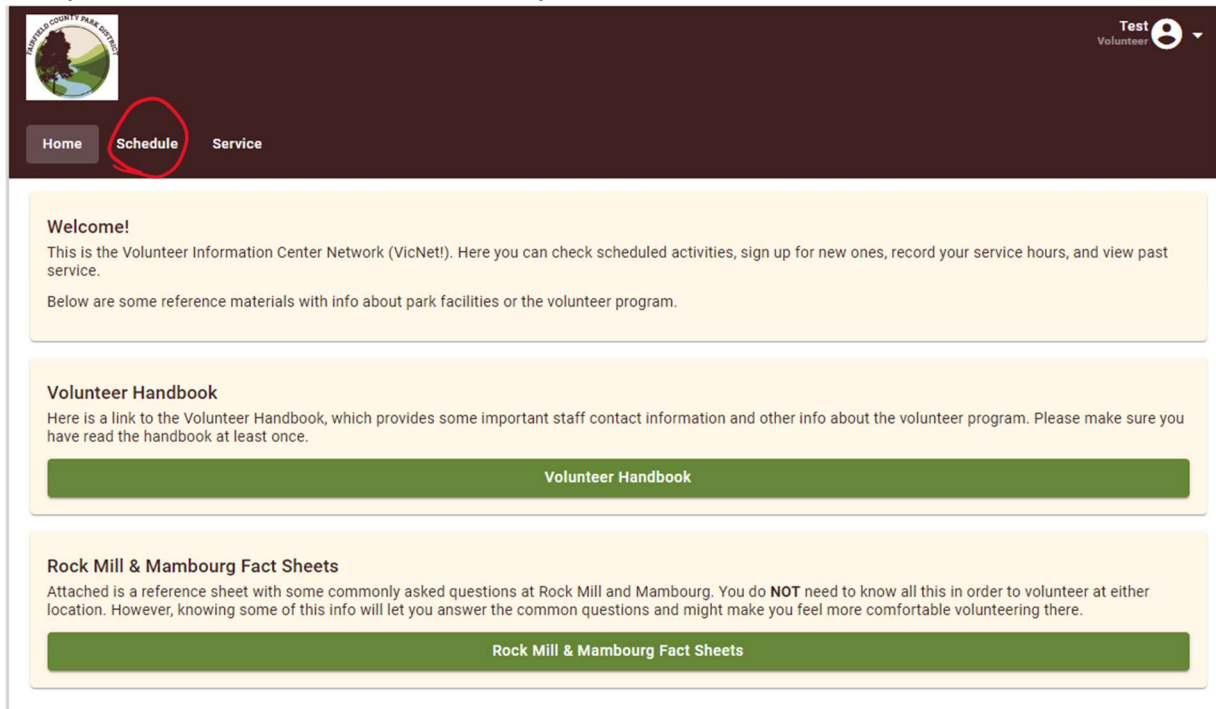 FAIRFIELD COUNTY PARK DISTRICT
Test
Volunteer
Home Schedule Service
Welcome!
This is the Volunteer Information Center Network (VicNet!). Here you can check scheduled activities, sign up for new ones, record your service hours, and view past
service.
Below are some reference materials with info about park facilities or the volunteer program.
Volunteer Handbook
Here is a link to the Volunteer Handbook, which provides some important staff contact information and other info about the volunteer program. Please make sure you
have read the handbook at least once.
Volunteer Handbook
Rock Mill & Mambourg Fact Sheets
Attached is a reference sheet with some commonly asked questions at Rock Mill and Mambourg. You do NOT need to know all this in order to volunteer at either
location. However, knowing some of this info will let you answer the common questions and might make you feel more comfortable volunteering there.
Rock Mill & Mambourg Fact Sheets